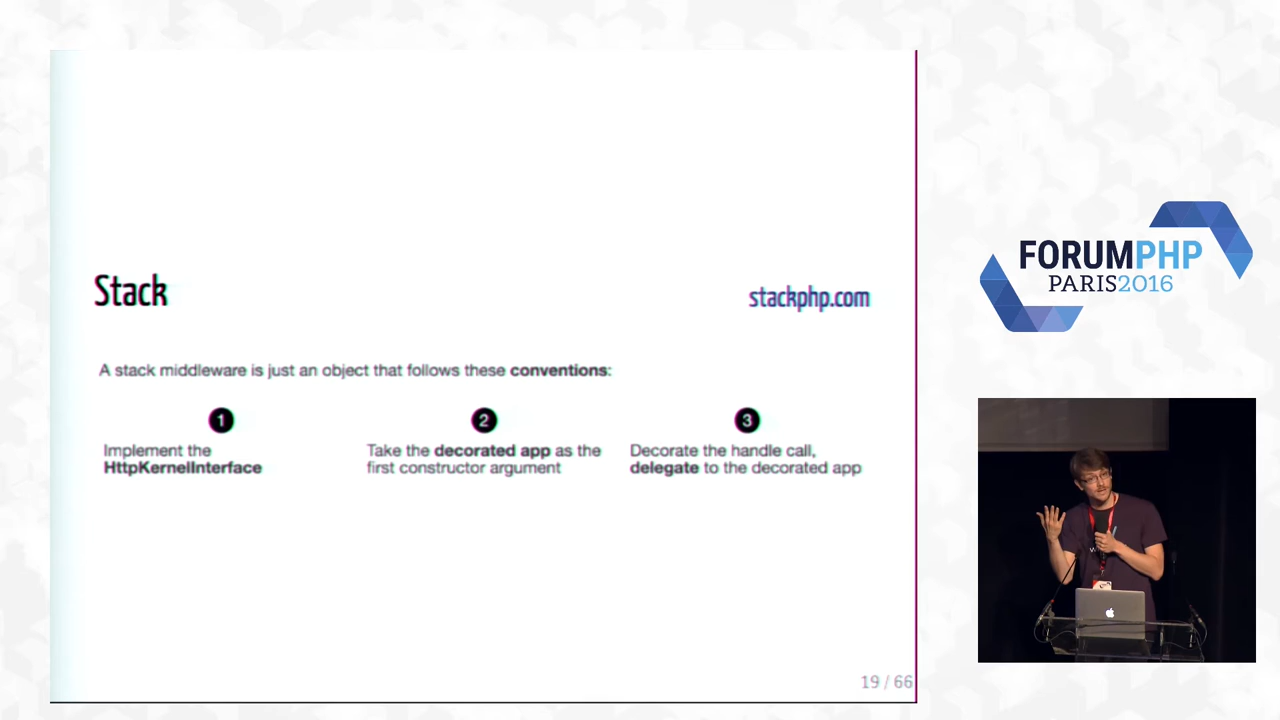 Stack
stackphp.com
A stack middleware is just an object that follows these conventions:
1
Implement the
HttpKernelInterface
2
Take the decorated app as the
first constructor argument
3
Decorate the handle call,
delegate to the decorated app
19 / 66
FORUMPHP
PARIS2016